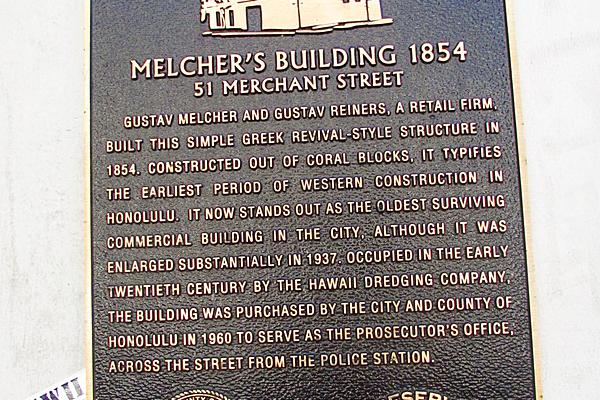 MELCHER'S BUILDING 1854
51 MERCHANT STREET
GUSTAV MELCHER AND GUSTAV REINERS, A RETAIL FIRM,
BUILT THIS SIMPLE GREEK REVIVAL-STYLE STRUCTURE IN
1854. CONSTRUCTED OUT OF CORAL BLOCKS, IT TYPIFIES
THE EARLIEST PERIOD OF WESTERN CONSTRUCTION IN
HONOLULU. IT NOW STANDS OUT AS THE OLDEST SURVIVING
COMMERCIAL BUILDING IN THE CITY, ALTHOUGH IT WAS
ENLARGED SUBSTANTIALLY IN 1937. OCCUPIED IN THE EARLY
TWENTIETH CENTURY BY THE HAWAII DREDGING COMPANY,
THE BUILDING WAS PURCHASED BY THE CITY AND COUNTY OF
HONOLULU IN 1960 TO SERVE AS THE PROSECUTOR'S OFFICE,
ACROSS THE STREET FROM THE POLICE STATION.